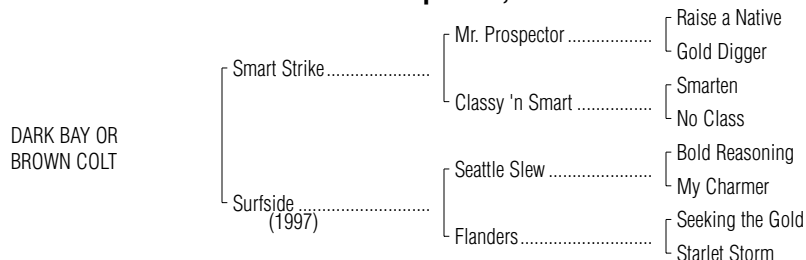 Raise a Native
Mr. Prospector ....................
Gold Digger
Smart Strike.......................
Smarten
Classy 'n Smart ..................
No Class
DARK BAY OR
BROWN COLT
Bold Reasoning
Seattle Slew .......................
My Charmer
Surfside .............................
(1997)
Seeking the Gold
Flanders.............................
Starlet Storm